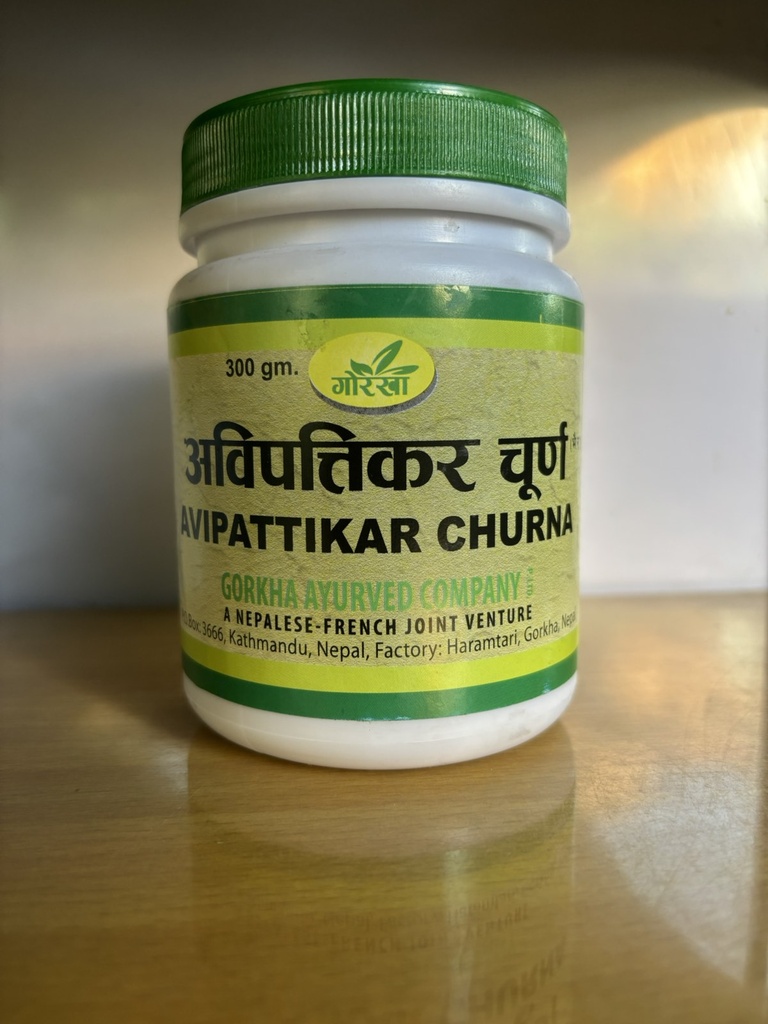 300 gm.
गोरखा
अविपत्तिकर चूर्ण
AVIPATTIKAR CHURNA
GORKHA AYURVED COMPANY P. LTD.
A NEPALESE-FRENCH JOINT VENTURE
P.O.Box: 3666, Kathmandu, Nepal, Factory: Haramtari, Gorkha, Nepal